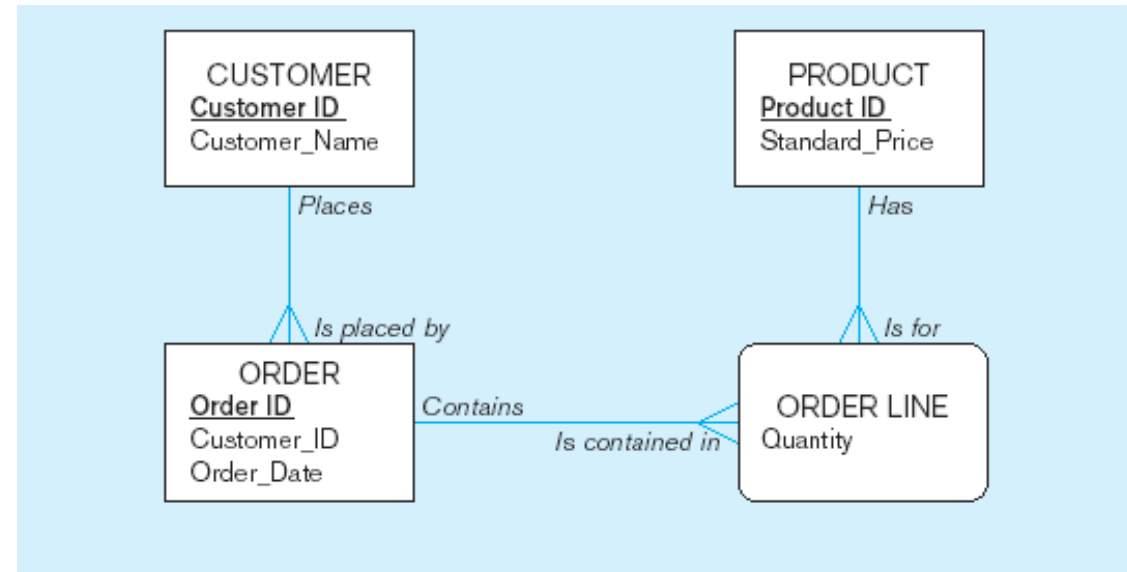 CUSTOMER
Customer ID
Customer_Name
PRODUCT
Product ID
Standard_Price
Places
Has
Is placed by
Is for
ORDER
Order ID
Customer_ID
Order_Date
Contains
Is contained in
ORDER LINE
Quantity